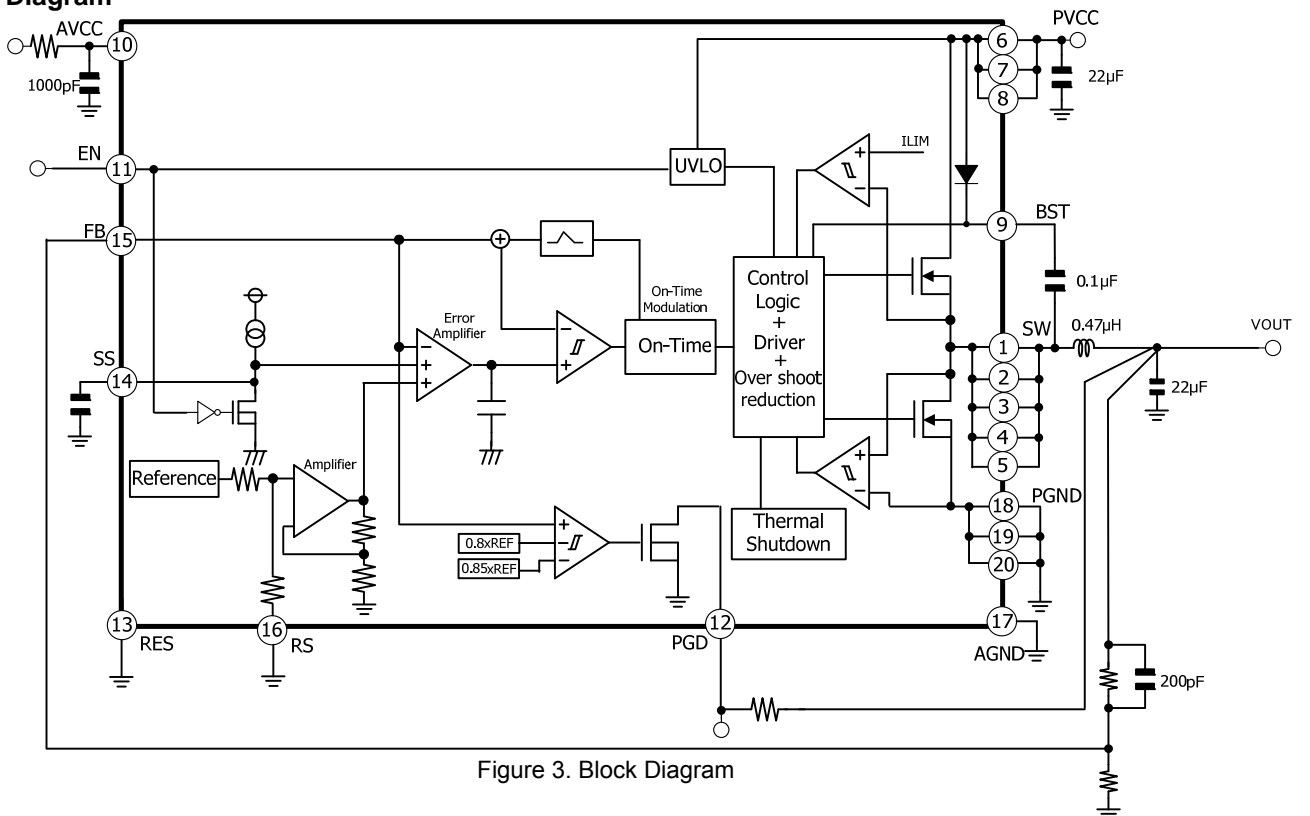 Diagram
AVCC
10
1000pF
PVCC
6
7
8
22µF
EN
11
UVLO
ILIM
+
−
FB
15
+
BST
9
0.1µF
Control
Logic
+
Driver
+
Over shoot
reduction
On-Time
Modulation
On-Time
Error
Amplifier
−
+
+
−
+
SS
14
SW
1
2
3
4
5
0.47µH
VOUT
22µF
Reference
Amplifier
+
−
PGND
18
19
20
Thermal
Shutdown
0.8xREF
0.85xREF
+
−
−
13
RES
16
RS
12
PGD
17
AGND
200pF
Figure 3. Block Diagram